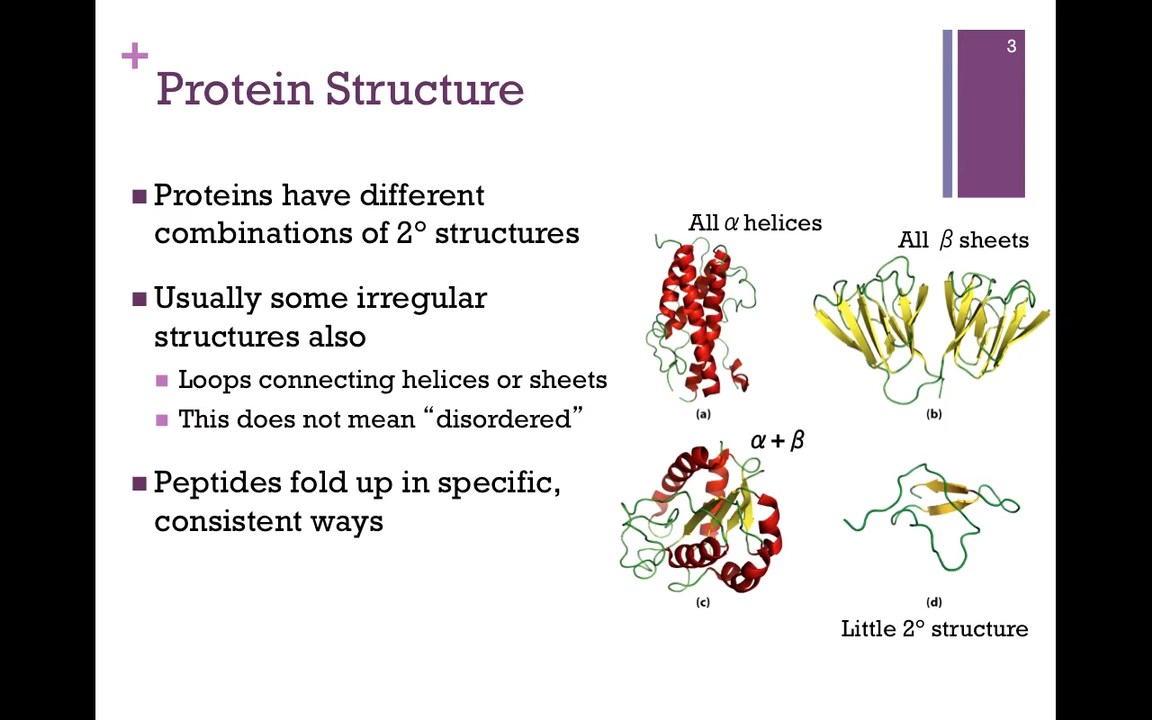 3
+
Protein Structure
Proteins have different
combinations of 2° structures
Usually some irregular
structures also
Loops connecting helices or sheets
This does not mean “disordered”
Peptides fold up in specific,
consistent ways
All α helices
All β sheets
(a)
(b)
α + β
(c)
(d)
Little 2° structure